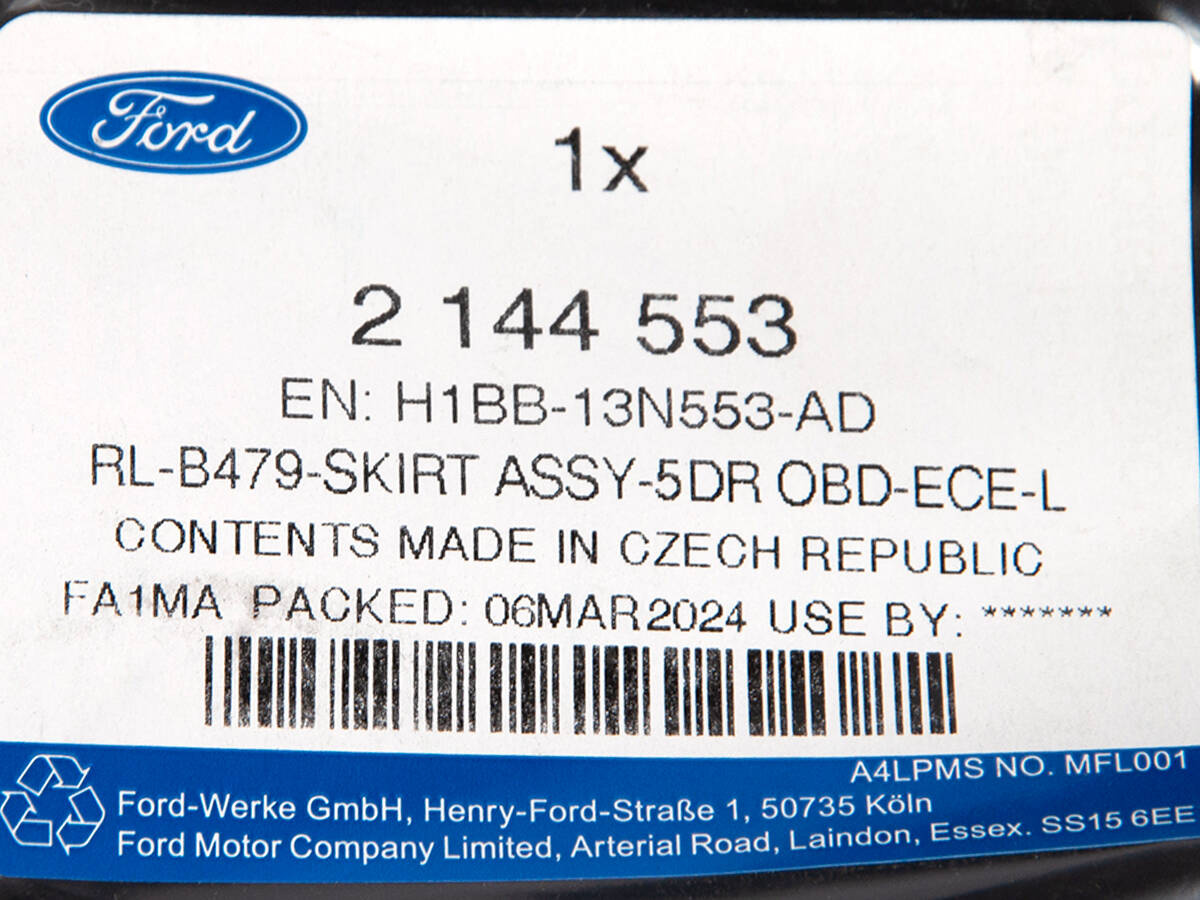 Ford
1x
2 144 553
EN: H1BB-13N553-AD
RL-B479-SKIRT ASSY-5DR OBD-ECE-L
CONTENTS MADE IN CZECH REPUBLIC
FA1MA PACKED: 06MAR2024 USE BY: *******
A4LPMS NO. MFL001
Ford-Werke GmbH, Henry-Ford-Straße 1, 50735 Köln
Ford Motor Company Limited, Arterial Road, Laindon, Essex. SS15 6EE